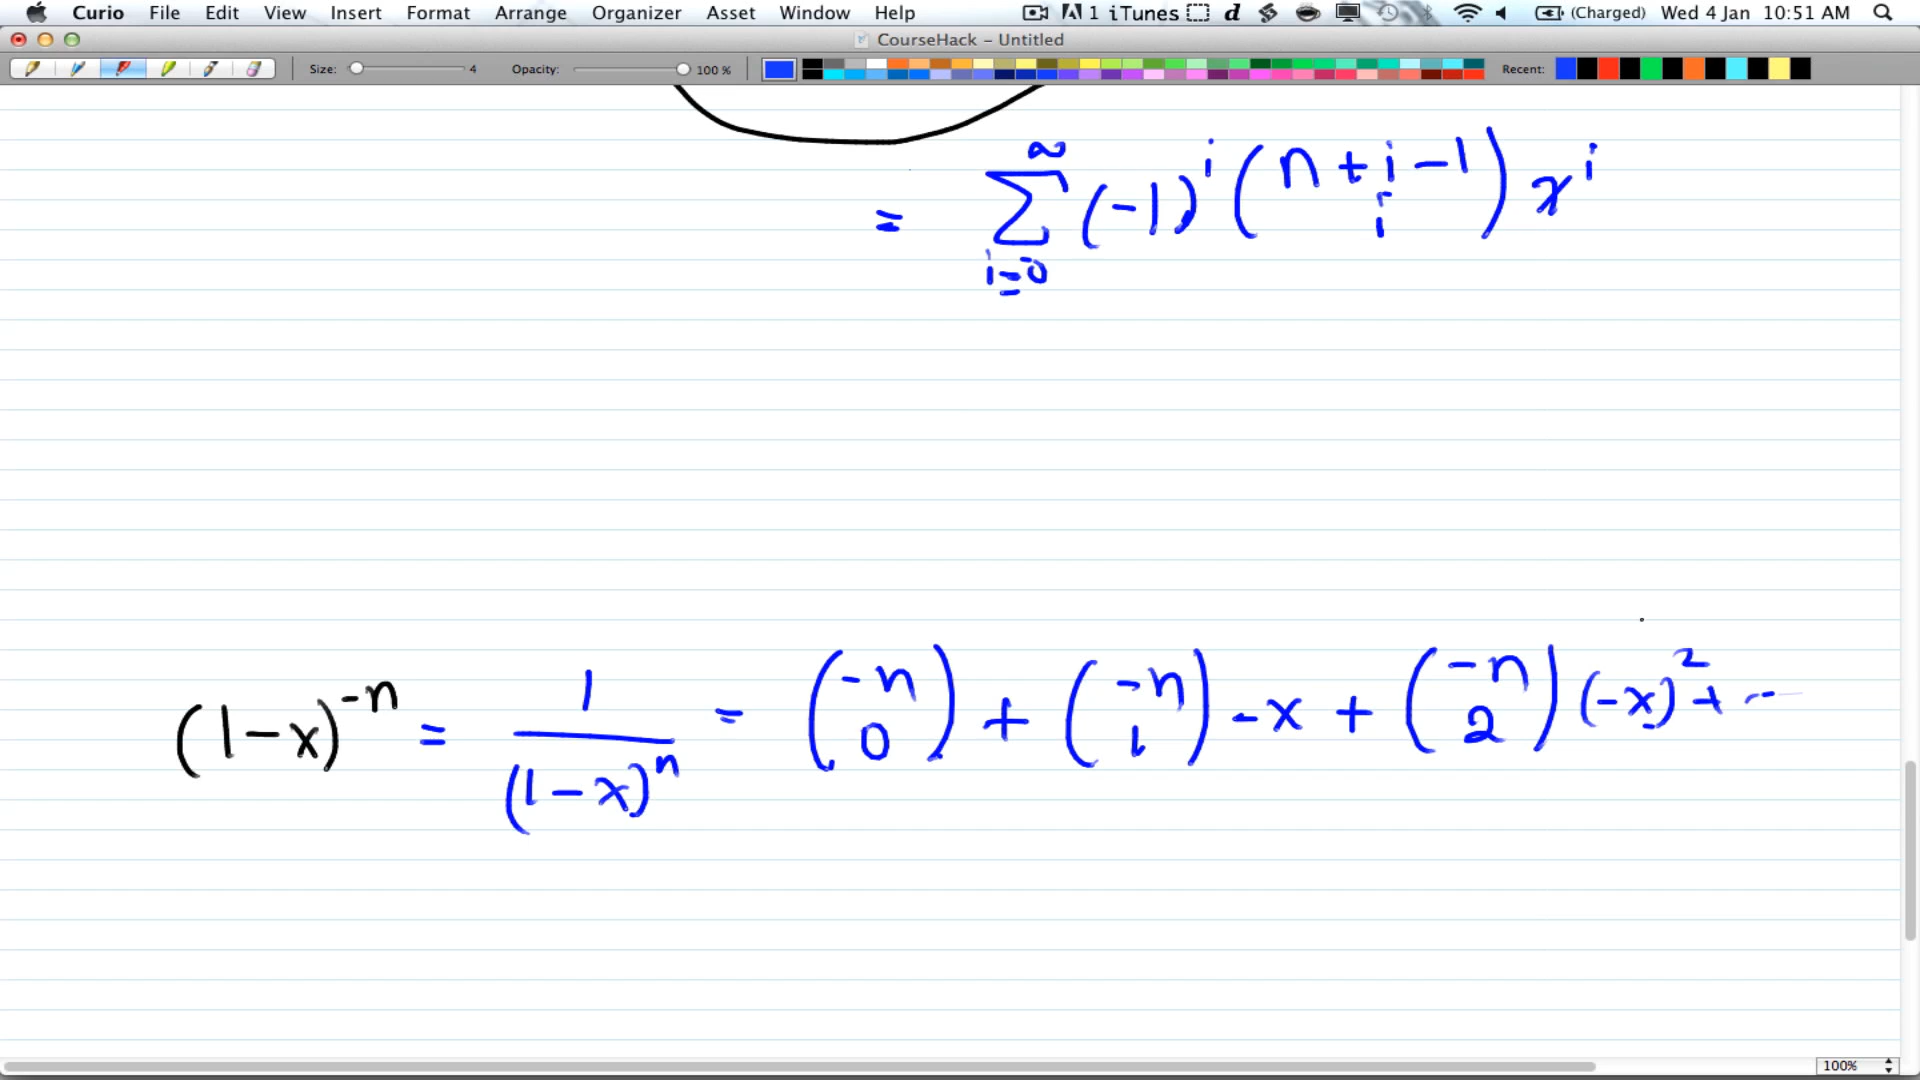 Curio File Edit View Insert Format Arrange Organizer Asset Window Help 1 iTunes d (Charged) Wed 4 Jan 10:51 AM
CourseHack – Untitled
Size: 4 Opacity: 100 % Recent:
= ∑_{i=0}^{∞} (-1)^i (n+i-1 \choose i) x^i
(1-x)^{-n} = \frac{1}{(1-x)^n} = (-n \choose 0) + (-n \choose 1) -x + (-n \choose 2) (-x)^2 + --
100%